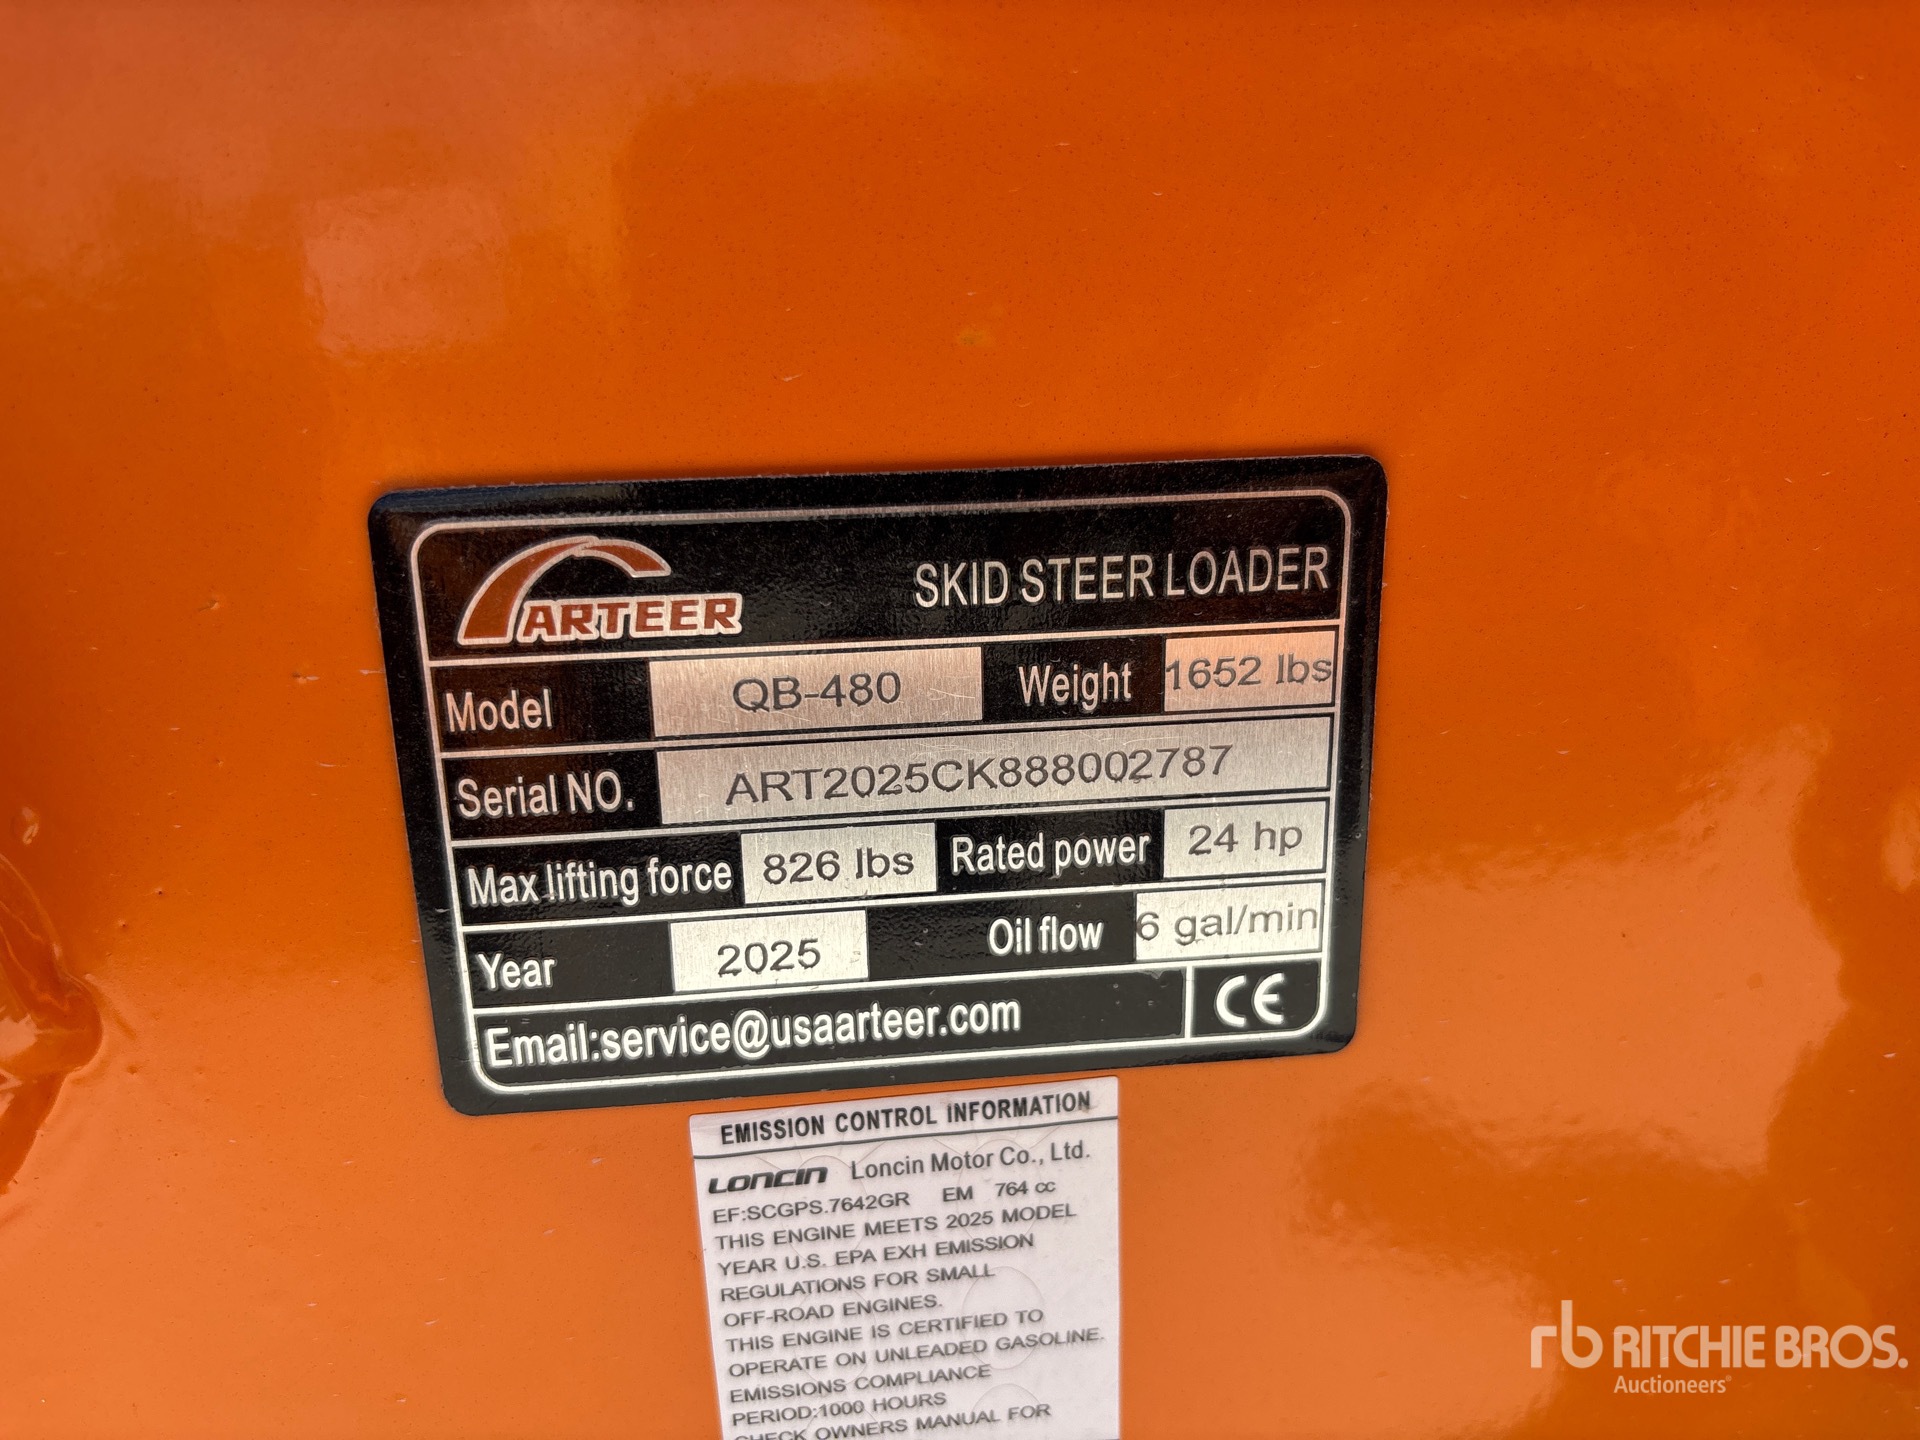 ARTEER SKID STEER LOADER
Model QB-480 Weight 1652 lbs
Serial NO. ART2025CK888002787
Max lifting force 826 lbs Rated power 24 hp
Year 2025 Oil flow 6 gal/min
Email:service@usaarteer.com CE
EMISSION CONTROL INFORMATION
LONCIN Loncin Motor Co., Ltd.
EF:SCGPS.7642GR EM 764 cc
THIS ENGINE MEETS 2025 MODEL
YEAR U.S. EPA EXH EMISSION
REGULATIONS FOR SMALL
OFF-ROAD ENGINES.
THIS ENGINE IS CERTIFIED TO
OPERATE ON UNLEADED GASOLINE.
EMISSIONS COMPLIANCE
PERIOD:1000 HOURS
CHECK OWNERS MANUAL FOR
rb RITCHIE BROS.
Auctioneers